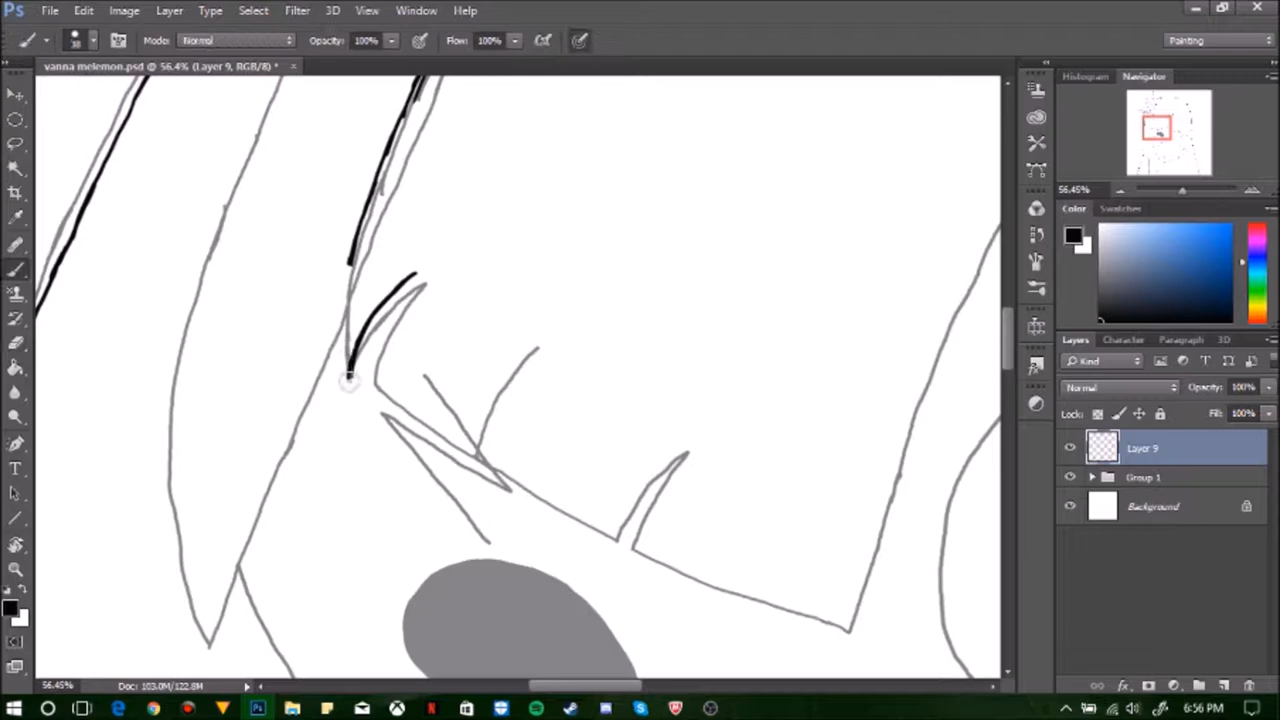 Ps File Edit Image Layer Type Select Filter 3D View Window Help
38 Mode: Normal Opacity: 100% Flow: 100% Painting
vanna melemon.psd @ 56.4% (Layer 9, RGB/8) * ×
Histogram Navigator
56.45%
Color Swatches
Layers Character Paragraph 3D
Kind
Normal Opacity: 100%
Lock: Fill: 100%
Layer 9
Group 1
Background
56.45% Doc: 103.0M/122.8M
6:56 PM